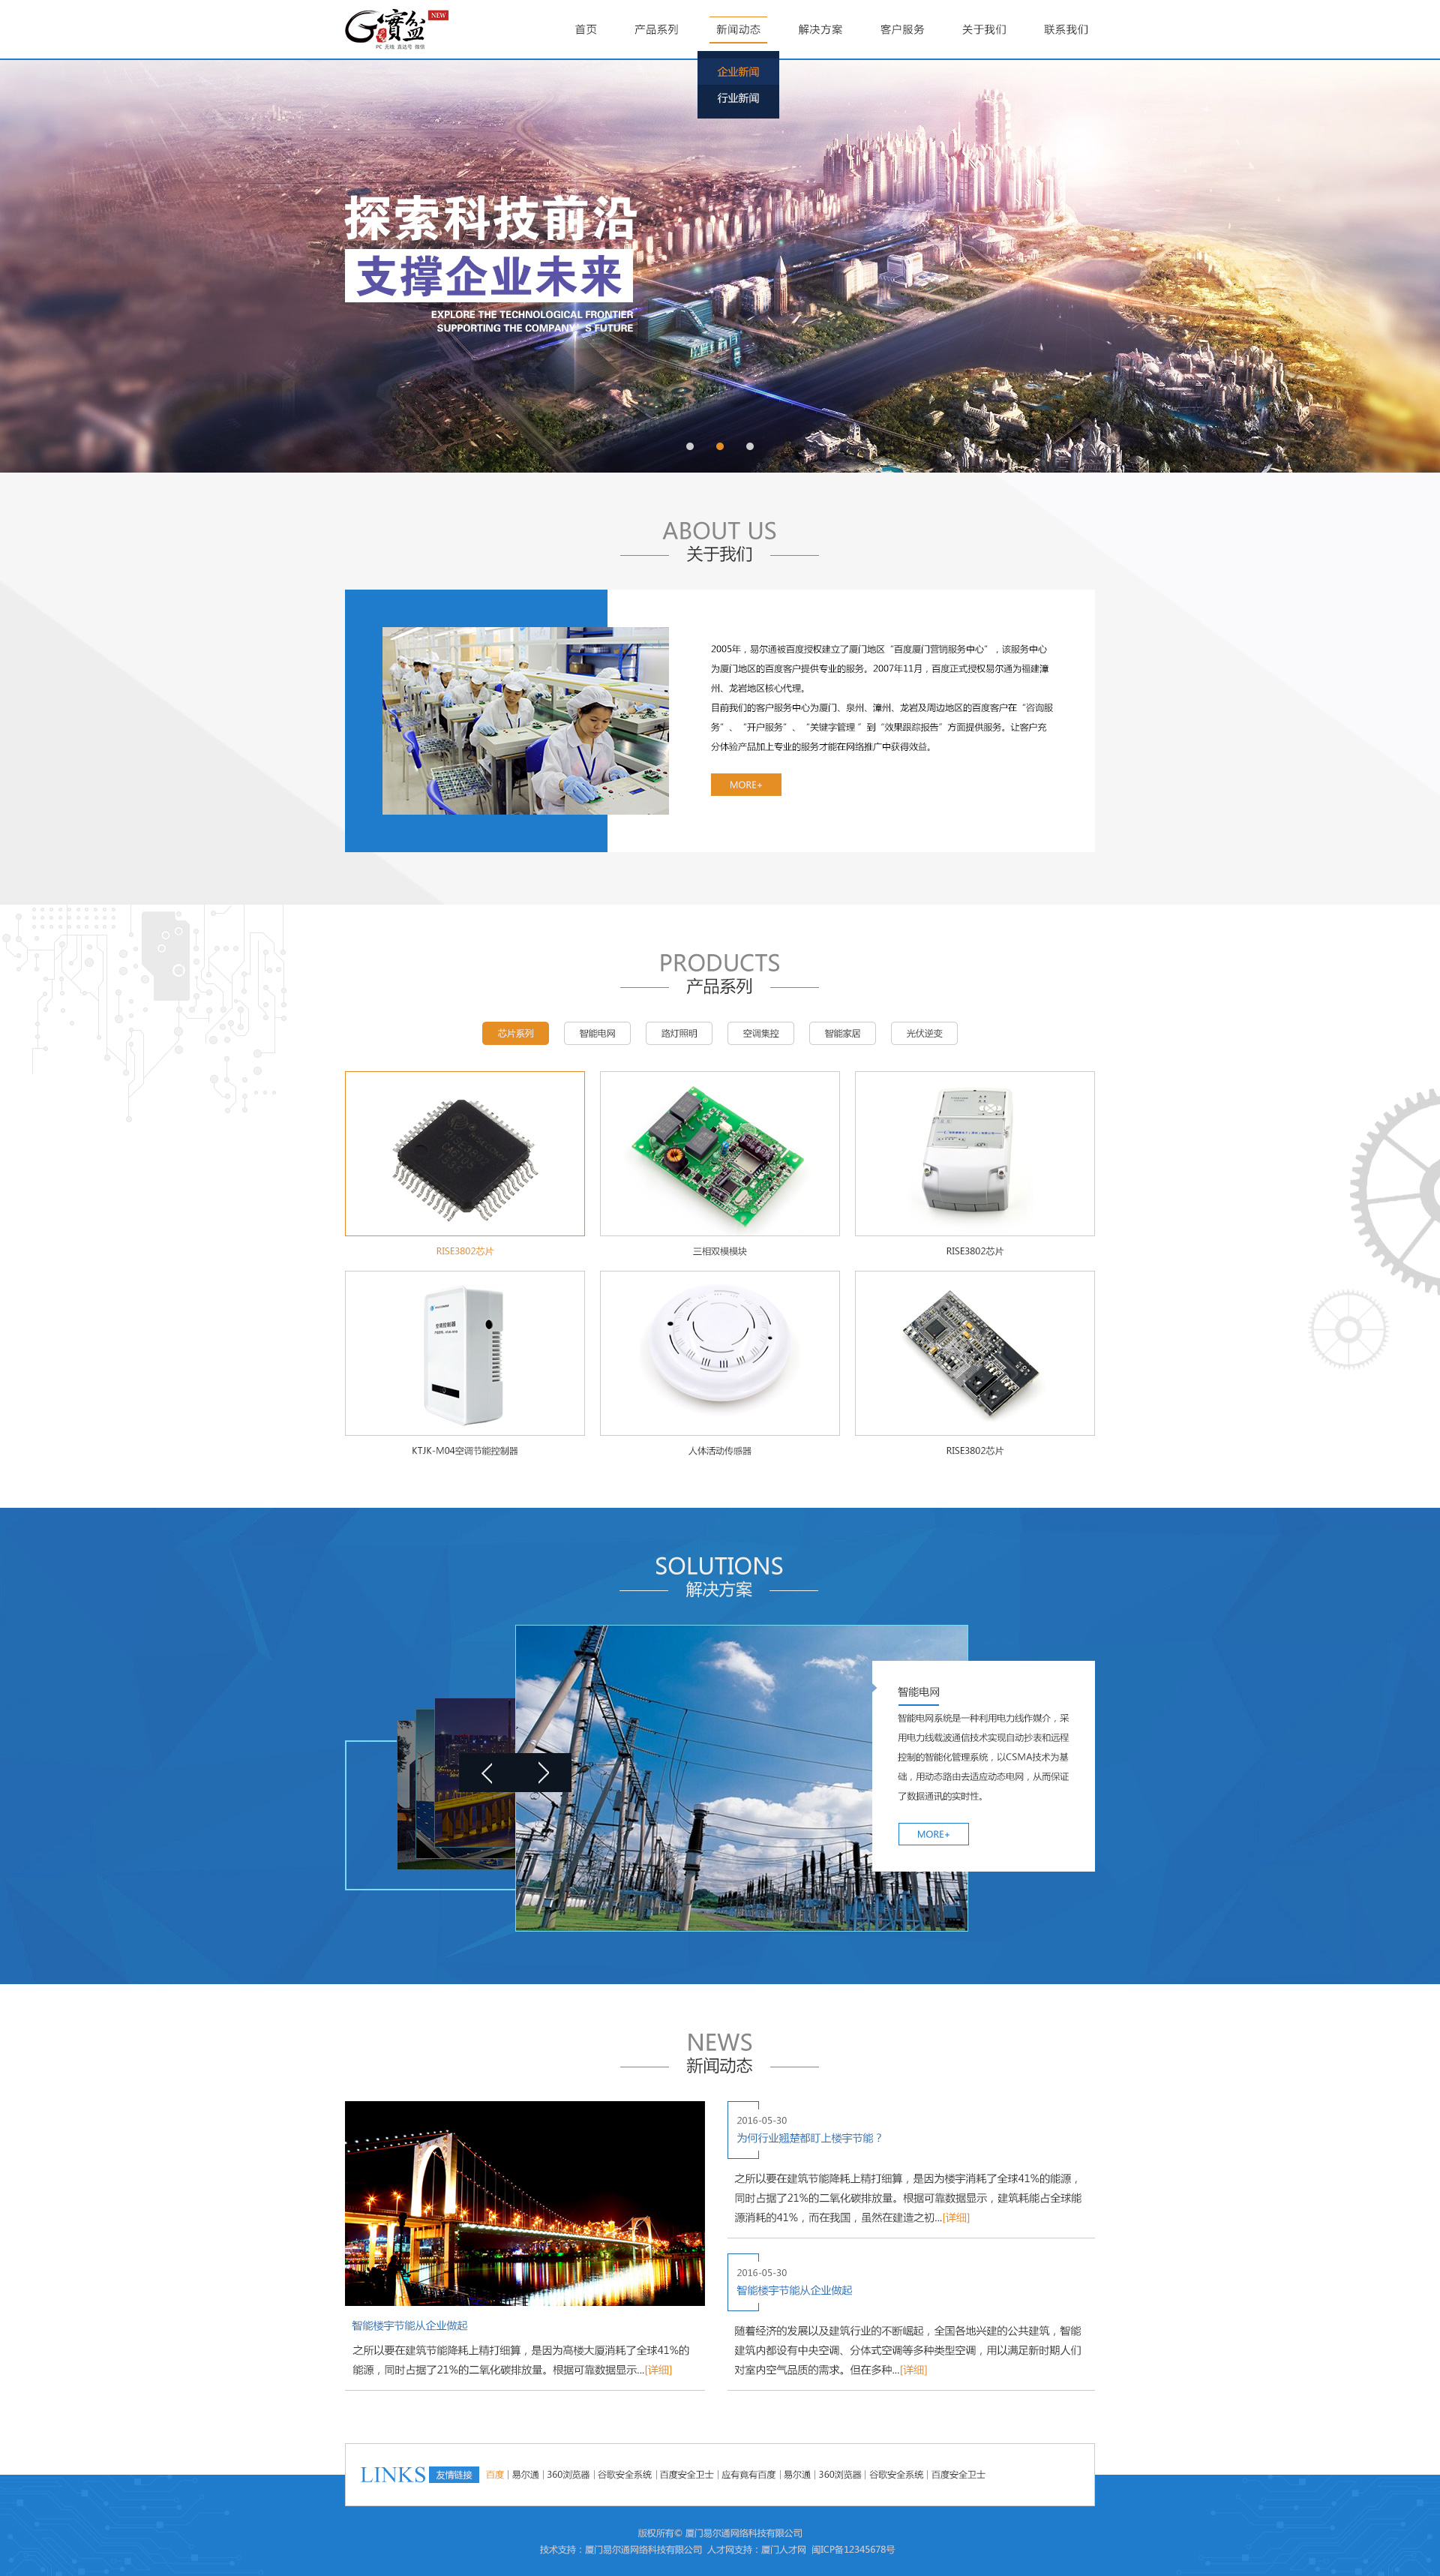 G寶盆 NEW
PC 无线 直达号 微信
首页 产品系列 新闻动态 解决方案 客户服务 关于我们 联系我们
企业新闻
行业新闻
探索科技前沿
支撑企业未来
EXPLORE THE TECHNOLOGICAL FRONTIER
SUPPORTING THE COMPANY’S FUTURE
ABOUT US
关于我们
2005年，易尔通被百度授权建立了厦门地区“百度厦门营销服务中心”，该服务中心
为厦门地区的百度客户提供专业的服务。2007年11月，百度正式授权易尔通为福建漳
州、龙岩地区核心代理。
目前我们的客户服务中心为厦门、泉州、漳州、龙岩及周边地区的百度客户在“咨询服
务”、“开户服务”、“关键字管理”到“效果跟踪报告”方面提供服务。让客户充
分体验产品加上专业的服务才能在网络推广中获得效益。
MORE+
PRODUCTS
产品系列
芯片系列 智能电网 路灯照明 空调集控 智能家居 光伏逆变
RISE3802芯片 三相双模模块 RISE3802芯片
空调控制器
KTJK-M04空调节能控制器 人体活动传感器 RISE3802芯片
SOLUTIONS
解决方案
智能电网
智能电网系统是一种利用电力线作媒介，采
用电力线载波通信技术实现自动抄表和远程
控制的智能化管理系统，以CSMA技术为基
础，用动态路由去适应动态电网，从而保证
了数据通讯的实时性。
MORE+
NEWS
新闻动态
智能楼宇节能从企业做起
之所以要在建筑节能降耗上精打细算，是因为高楼大厦消耗了全球41%的
能源，同时占据了21%的二氧化碳排放量。根据可靠数据显示...[详细]
2016-05-30
为何行业翘楚都盯上楼宇节能？
之所以要在建筑节能降耗上精打细算，是因为楼宇消耗了全球41%的能源，
同时占据了21%的二氧化碳排放量。根据可靠数据显示，建筑耗能占全球能
源消耗的41%，而在我国，虽然在建造之初...[详细]
2016-05-30
智能楼宇节能从企业做起
随着经济的发展以及建筑行业的不断崛起，全国各地兴建的公共建筑，智能
建筑内都设有中央空调、分体式空调等多种类型空调，用以满足新时期人们
对室内空气品质的需求。但在多种...[详细]
LINKS 友情链接 百度 | 易尔通 | 360浏览器 | 谷歌安全系统 | 百度安全卫士 | 应有真有百度 | 易尔通 | 360浏览器 | 谷歌安全系统 | 百度安全卫士
版权所有© 厦门易尔通网络科技有限公司
技术支持：厦门易尔通网络科技有限公司 人才网支持：厦门人才网 闽ICP备12345678号